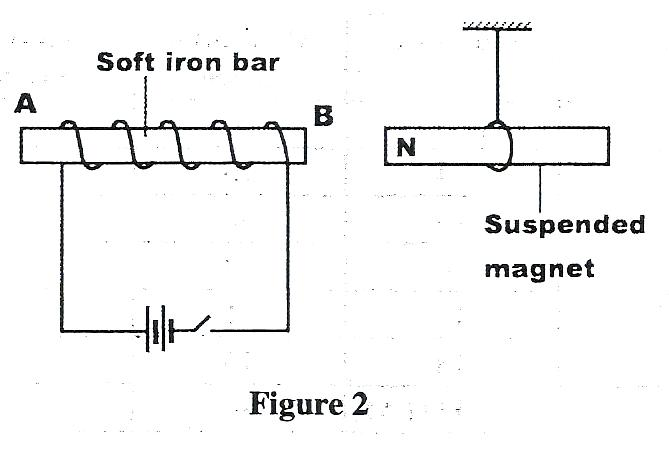 Soft iron bar
A
B
N
Suspended
magnet
Figure 2